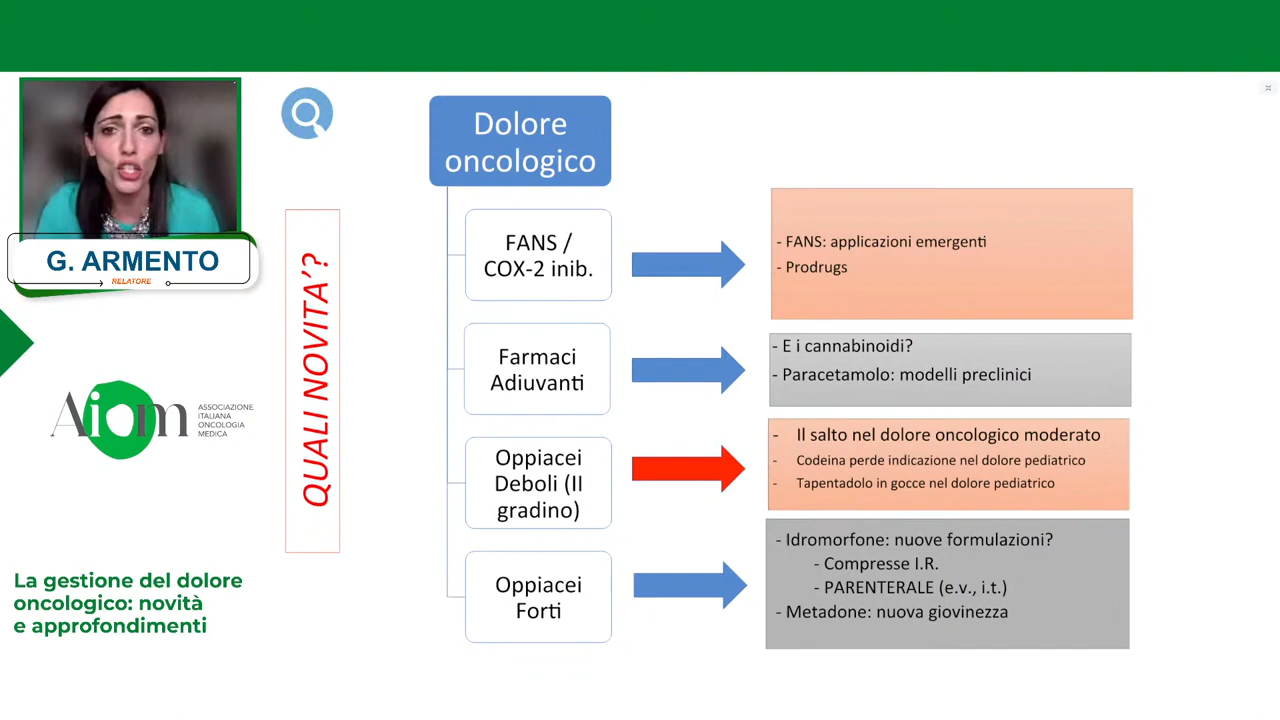 G. ARMENTO
RELATORE
Aiom
ASSOCIAZIONE
ITALIANA
ONCOLOGIA
MEDICA
La gestione del dolore
oncologico: novità
e approfondimenti
QUALI NOVITA'?
Dolore
oncologico
FANS /
COX-2 inib.
- FANS: applicazioni emergenti
- Prodrugs
Farmaci
Adiuvanti
- E i cannabinoidi?
- Paracetamolo: modelli preclinici
Oppiacei
Deboli (II
gradino)
- Il salto nel dolore oncologico moderato
- Codeina perde indicazione nel dolore pediatrico
- Tapentadolo in gocce nel dolore pediatrico
Oppiacei
Forti
- Idromorfone: nuove formulazioni?
- Compresse I.R.
- PARENTERALE (e.v., i.t.)
- Metadone: nuova giovinezza